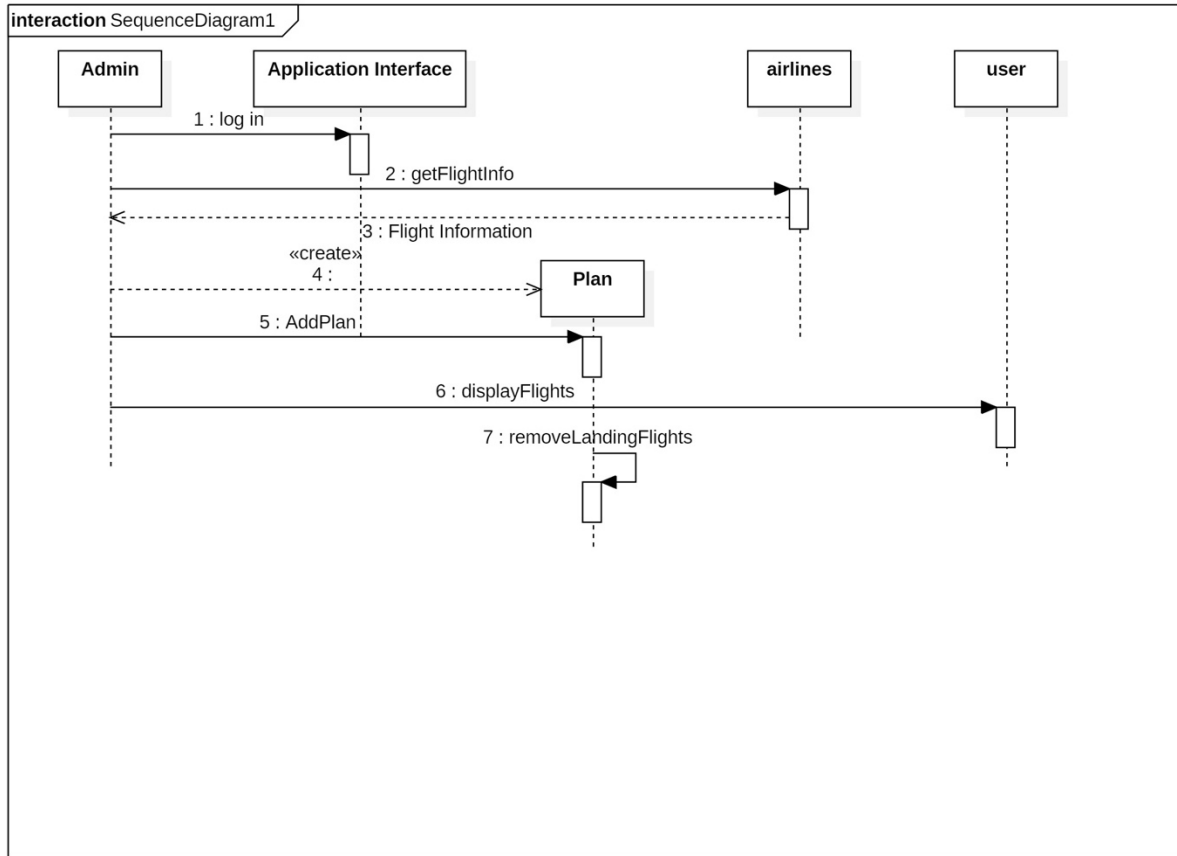 interaction SequenceDiagram1
Admin
Application Interface
airlines
user
1 : log in
2 : getFlightInfo
3 : Flight Information
«create»
4 :
Plan
5 : AddPlan
6 : displayFlights
7 : removeLandingFlights